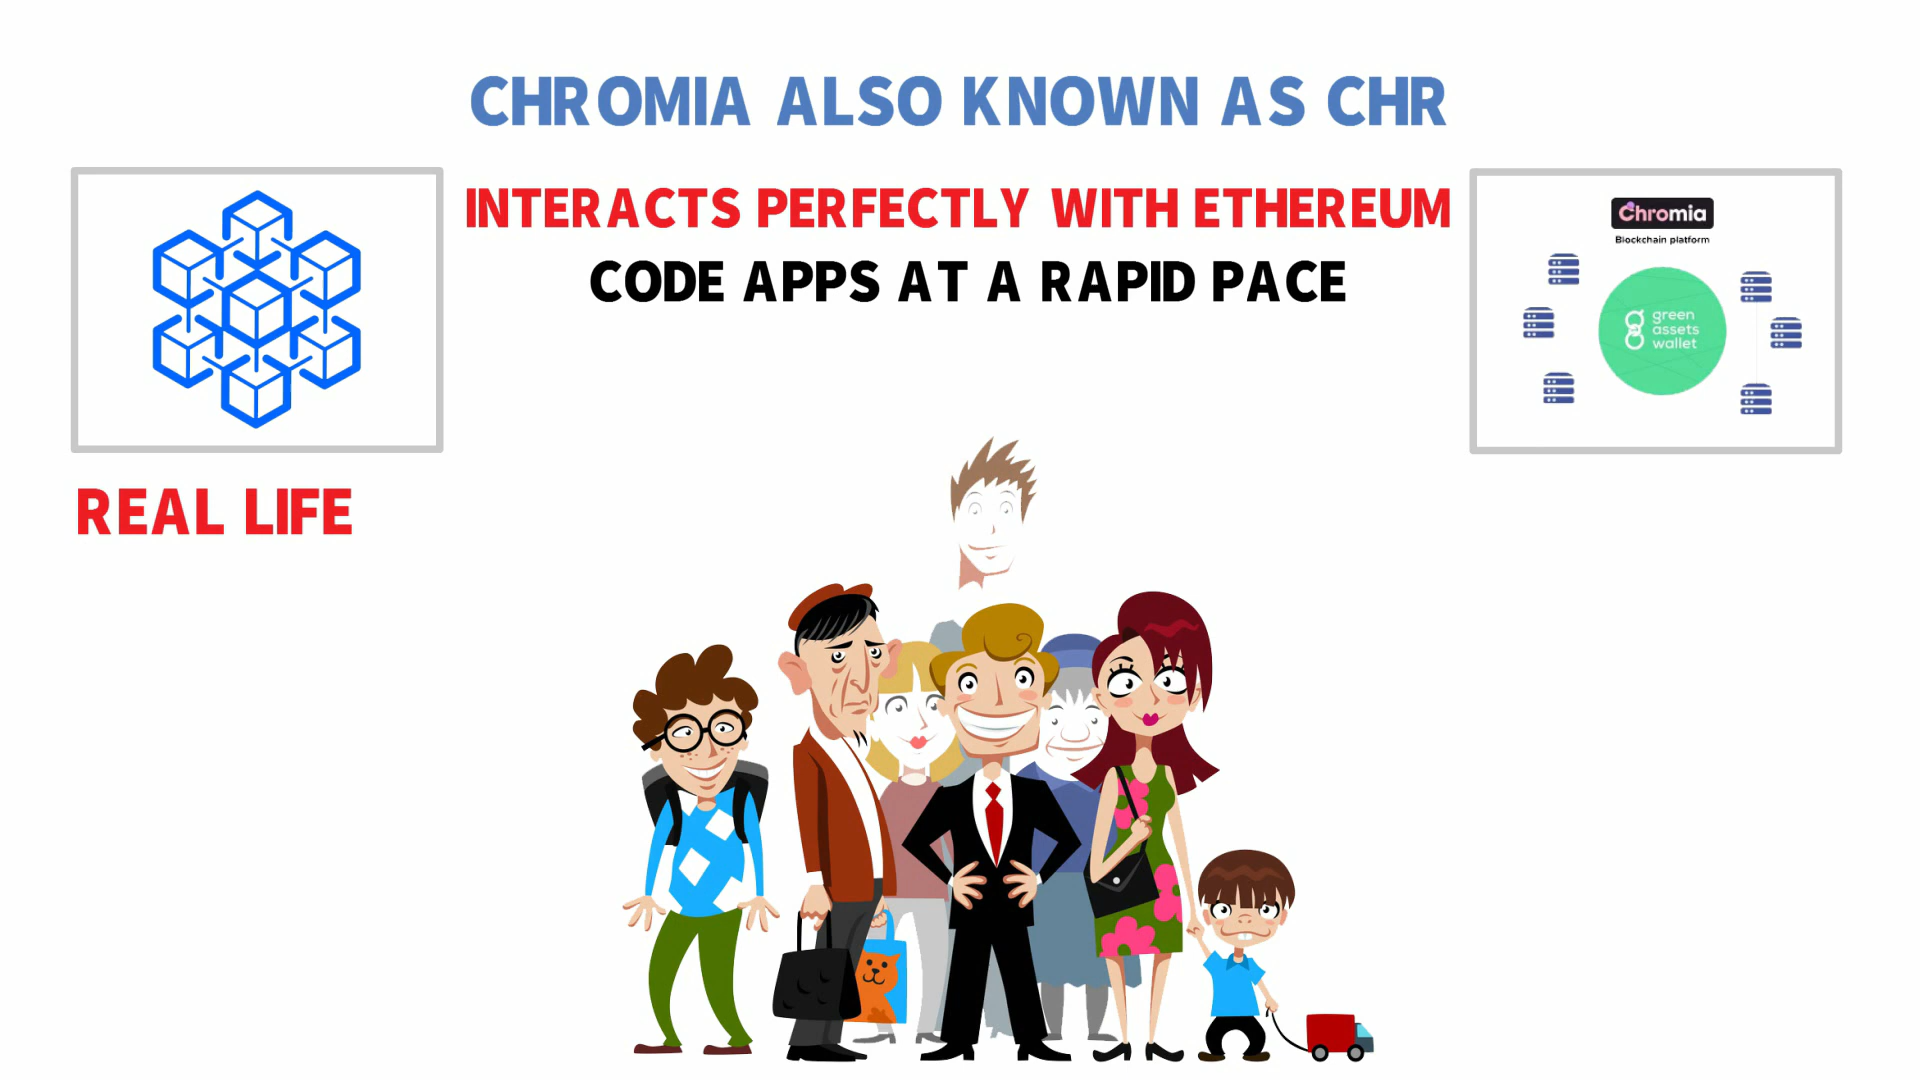 CHROMIA ALSO KNOWN AS CHR
INTERACTS PERFECTLY WITH ETHEREUM
CODE APPS AT A RAPID PACE
Chromia
Blockchain platform
green
assets
wallet
REAL LIFE